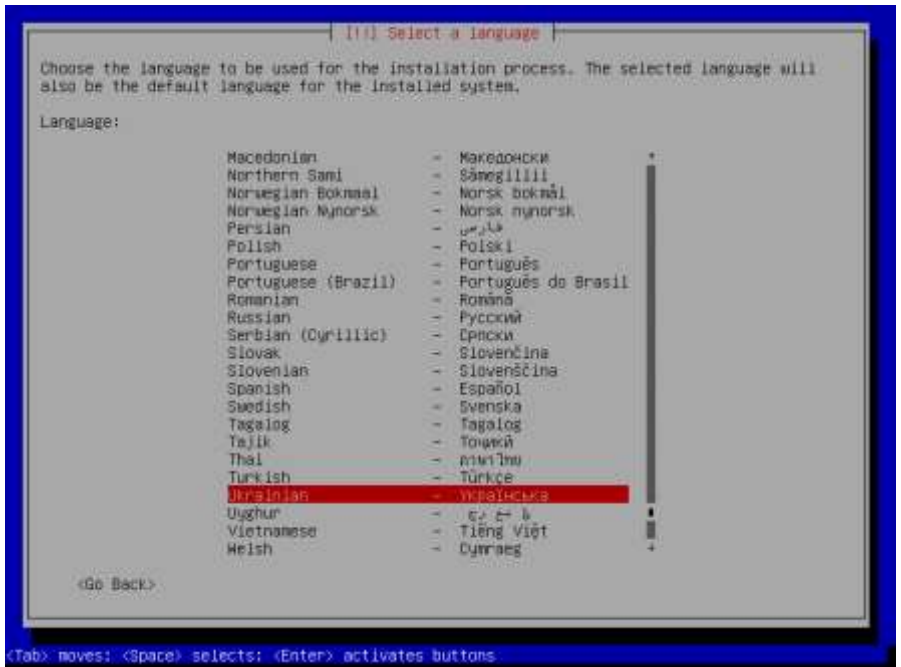 [!!] Select a language
Choose the language to be used for the installation process. The selected language will
also be the default language for the installed system.
Language:
Macedonian - Македонски
Northern Sami - Sámegillii
Norwegian Bokmaal - Norsk bokmål
Norwegian Nynorsk - Norsk nynorsk
Persian - فارسی
Polish - Polski
Portuguese - Português
Portuguese (Brazil) - Português do Brasil
Romanian - Română
Russian - Русский
Serbian (Cyrillic) - Српски
Slovak - Slovenčina
Slovenian - Slovenščina
Spanish - Español
Swedish - Svenska
Tagalog - Tagalog
Tajik - Тоҷикӣ
Thai - ภาษาไทย
Turkish - Türkçe
Ukrainian - Українська
Uyghur -
Vietnamese - Tiếng Việt
Welsh - Cymraeg
<Go Back>
<Tab> moves; <Space> selects; <Enter> activates buttons